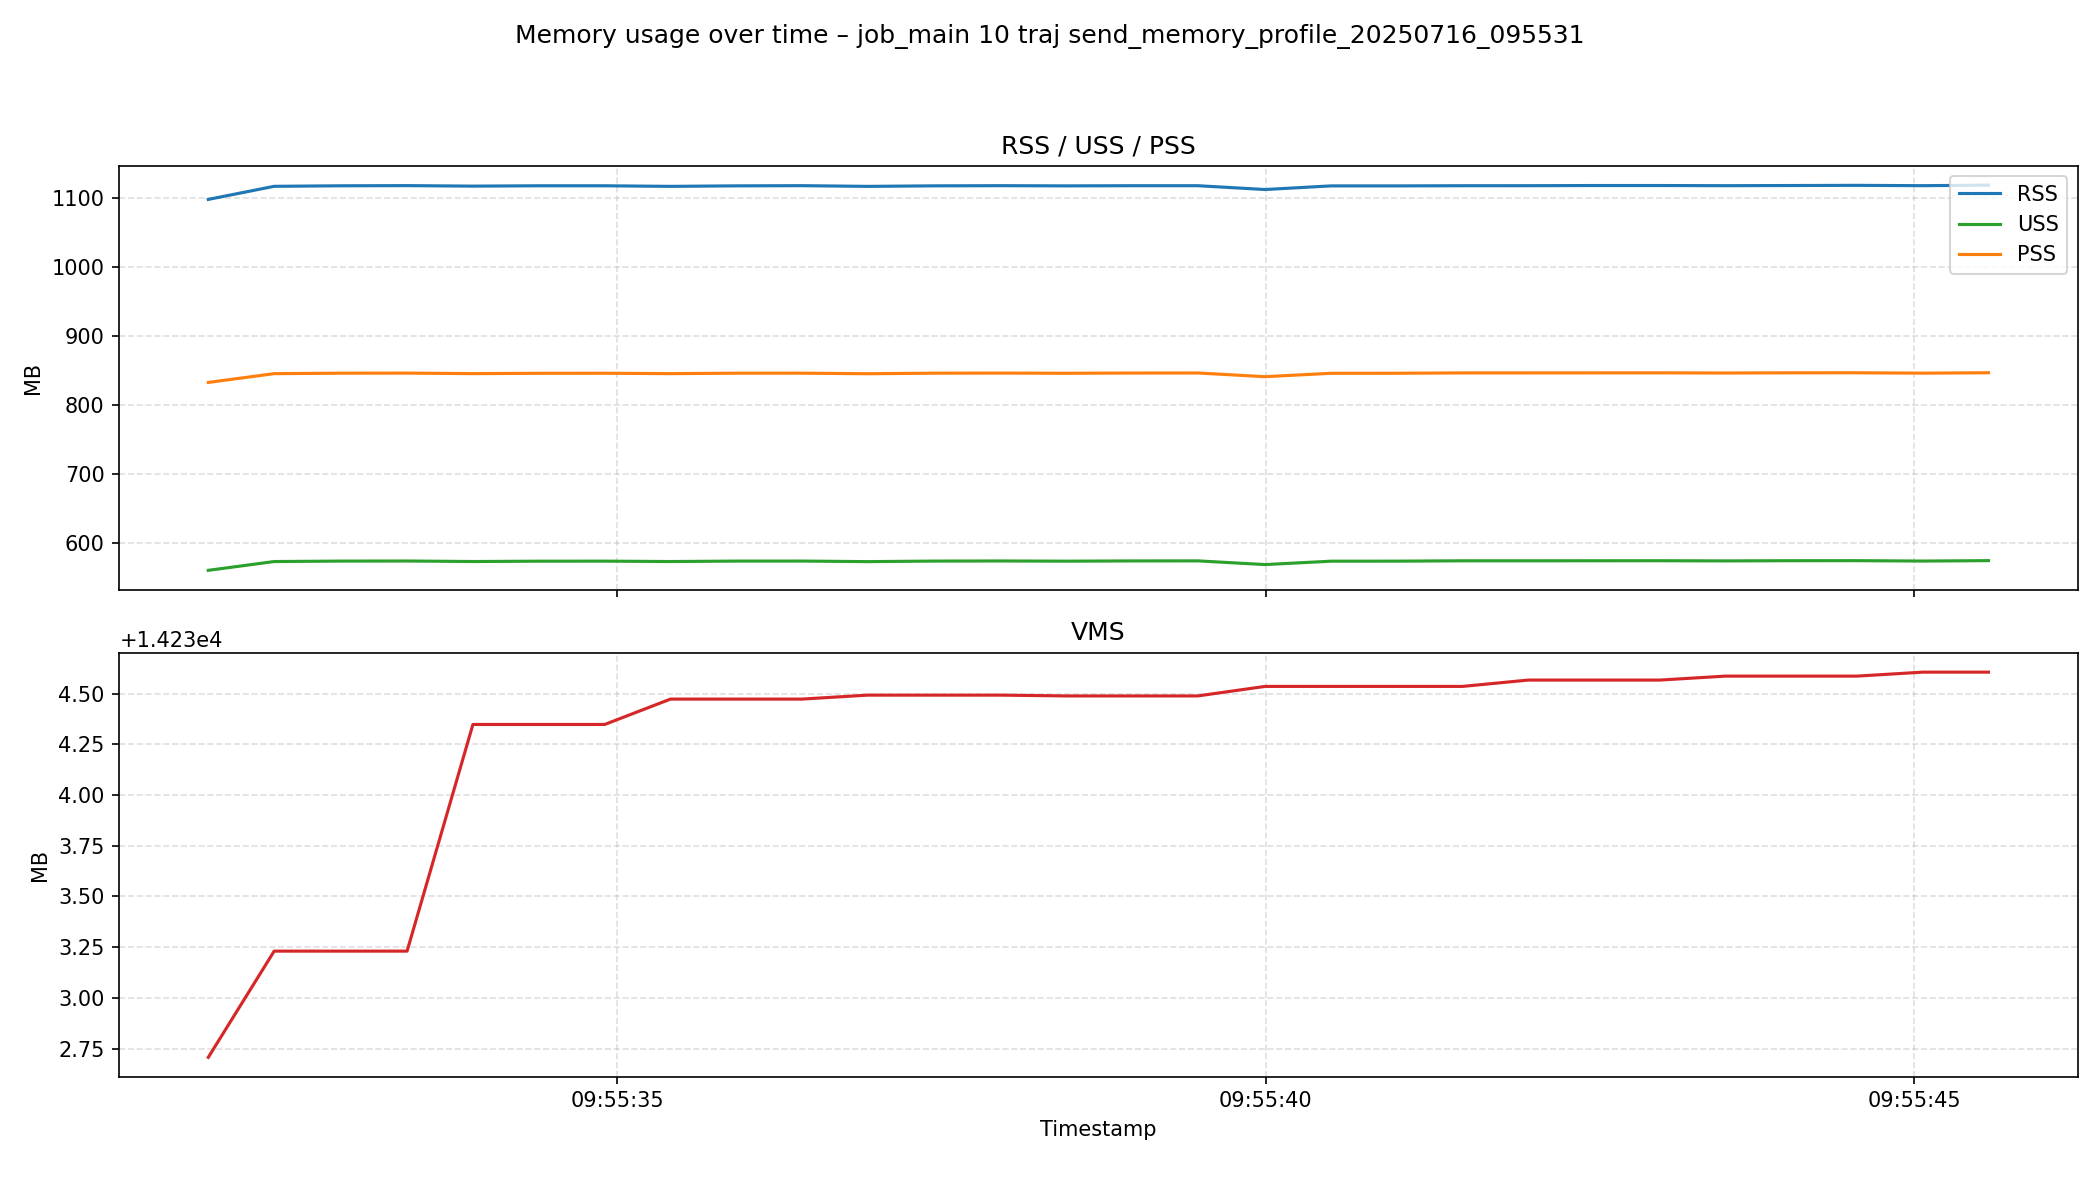 Memory usage over time – job_main 10 traj send_memory_profile_20250716_095531
RSS / USS / PSS
1100
1000
900
800
700
600
MB
RSS
USS
PSS
VMS
+1.423e4
4.50
4.25
4.00
3.75
3.50
3.25
3.00
2.75
MB
09:55:35
09:55:40
09:55:45
Timestamp